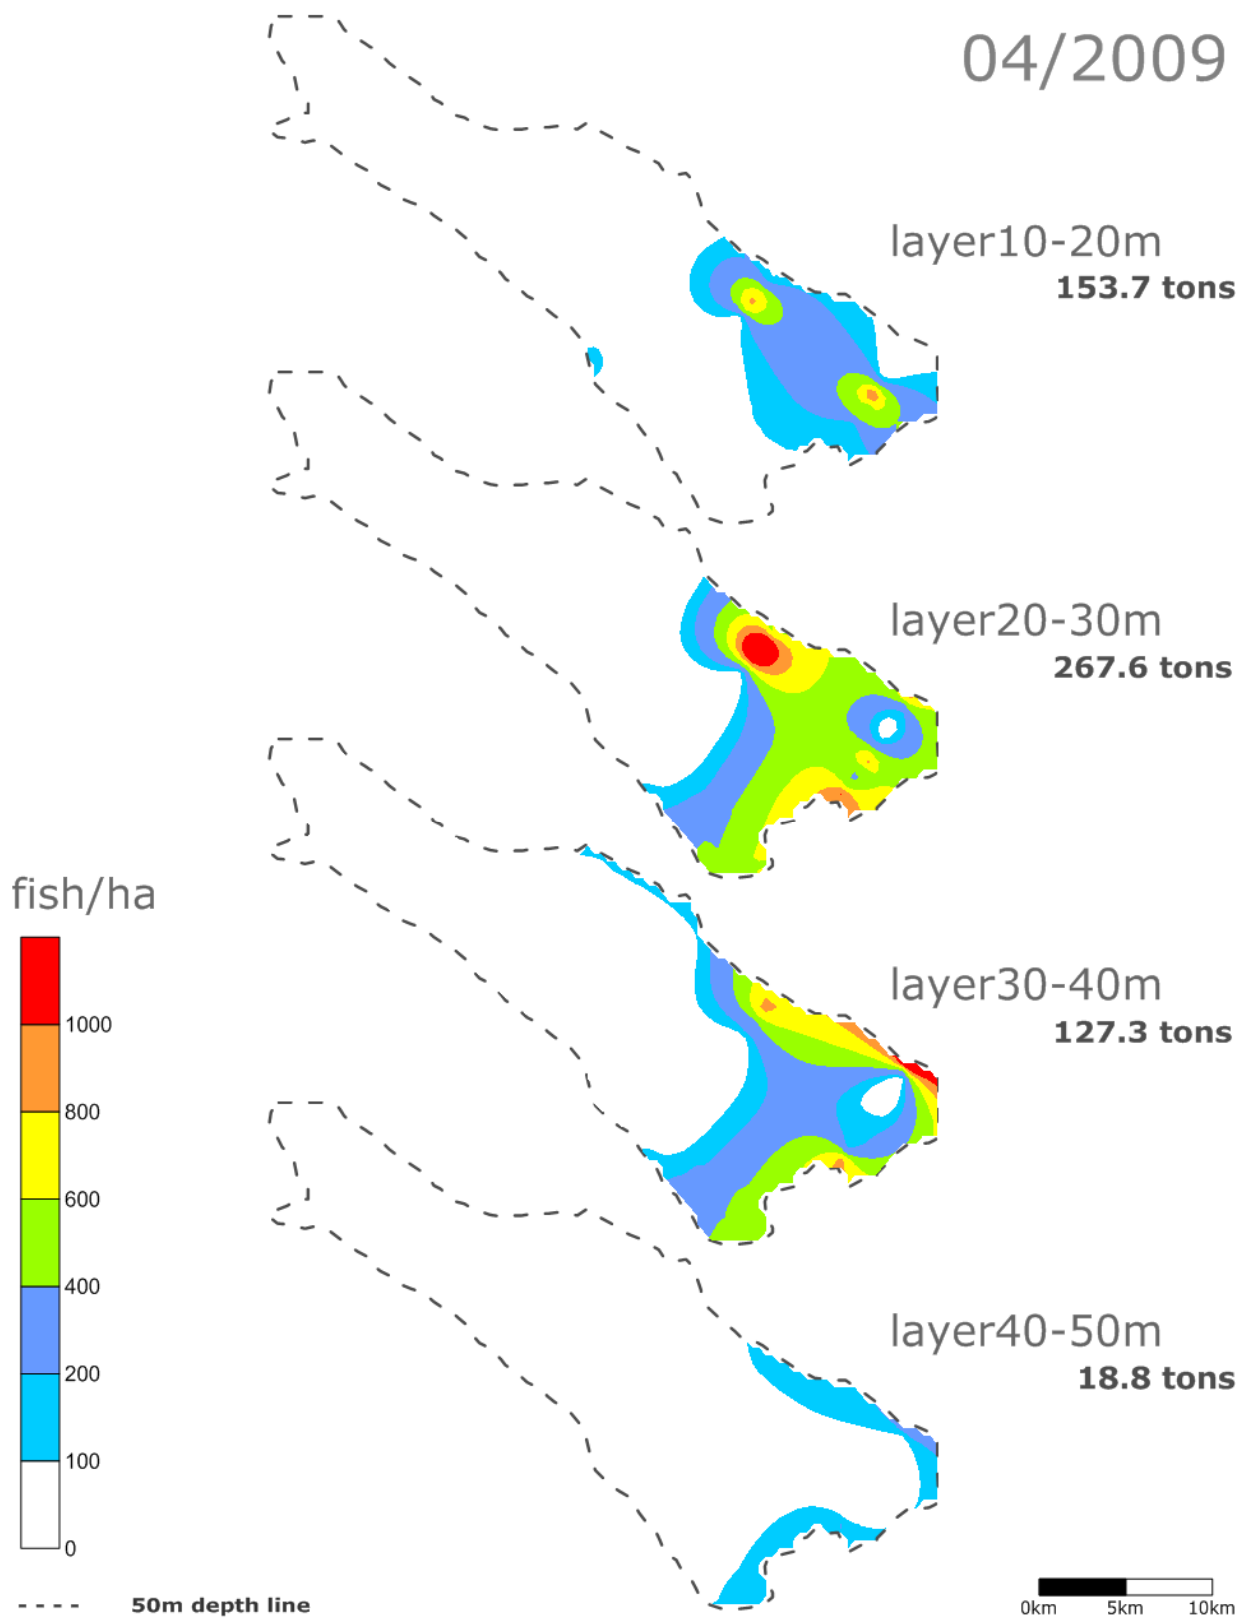 04/2009
layer10-20m
153.7 tons
layer20-30m
267.6 tons
layer30-40m
127.3 tons
layer40-50m
18.8 tons
fish/ha
1000
800
600
400
200
100
0
50m depth line
0km 5km 10km